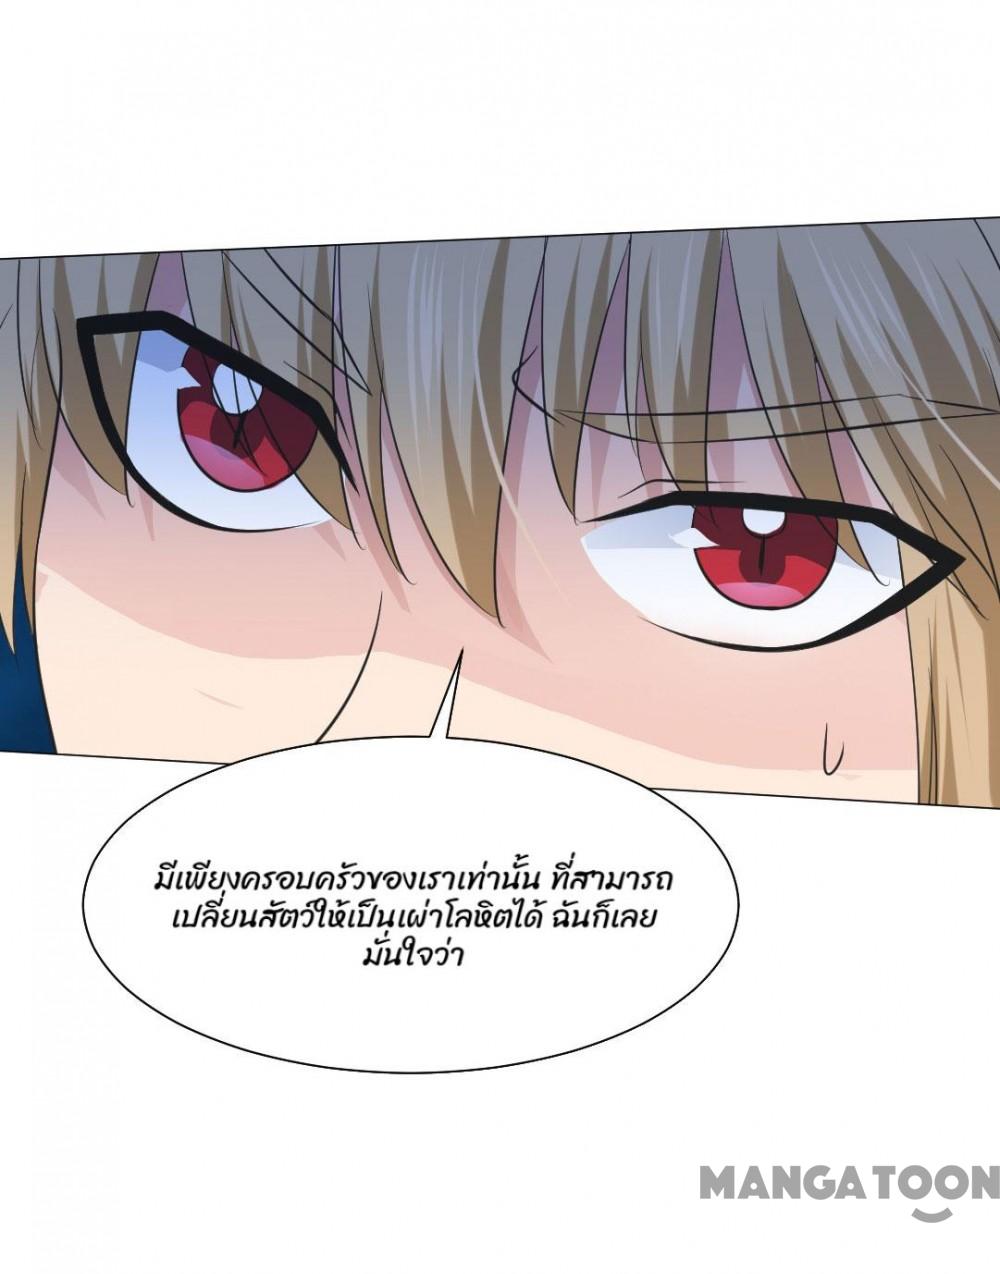 มีเพียงครอบครัวของเราเท่านั้น ที่สามารถ
เปลี่ยนสัตว์ให้เป็นเผ่าโลหิตได้ ฉันก็เลย
มั่นใจว่า
MANGATOON